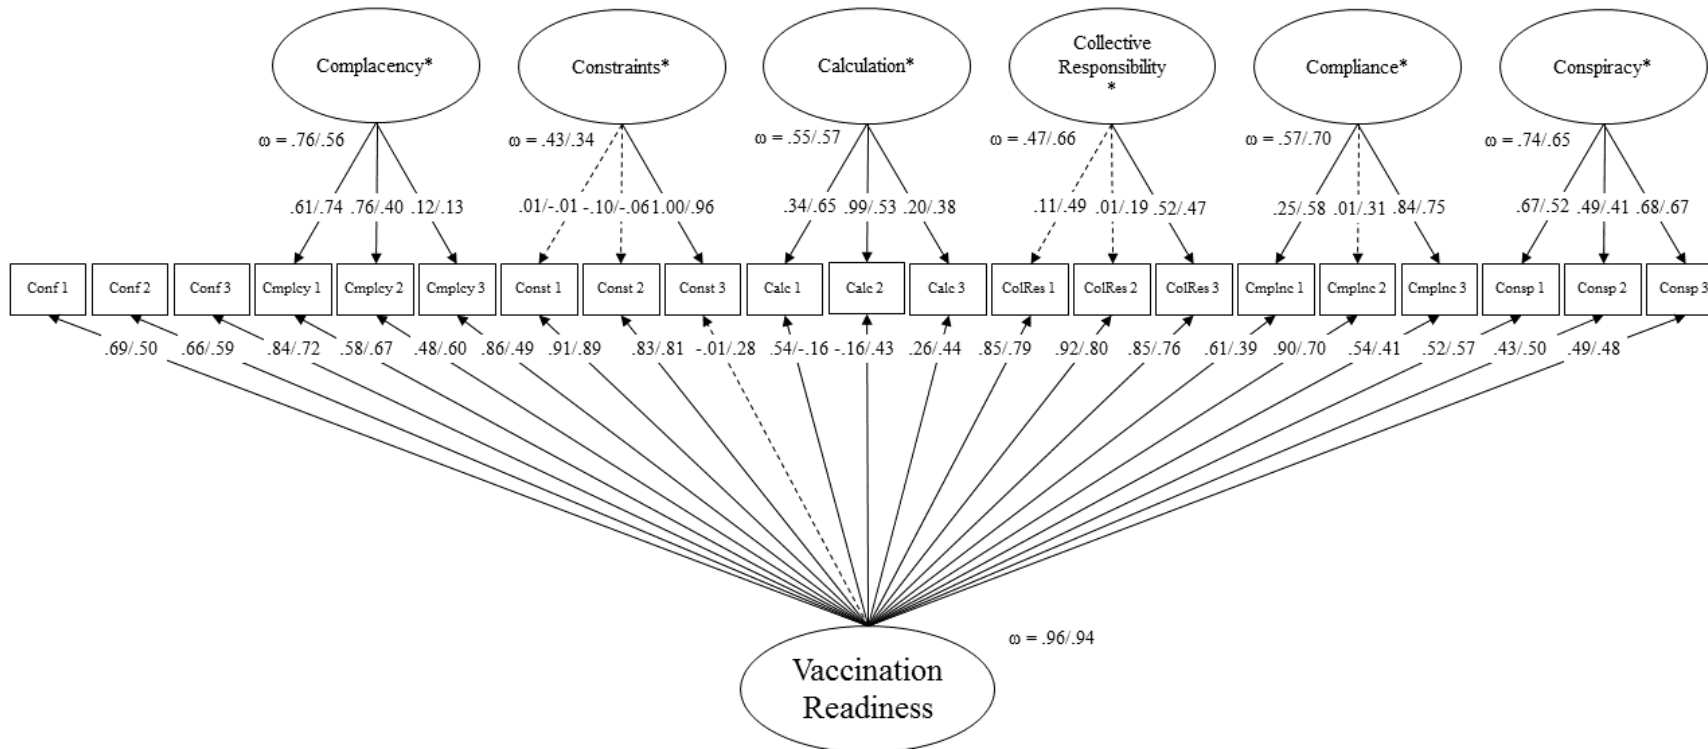 Complacency*
Constraints*
Calculation*
Collective
Responsibility
*
Compliance*
Conspiracy*
ω = .76/.56
ω = .43/.34
ω = .55/.57
ω = .47/.66
ω = .57/.70
ω = .74/.65
.61/.74 .76/.40 .12/.13
.01/-.01 -.10/-.06 1.00/.96
.34/.65 .99/.53 .20/.38
.11/.49 .01/.19 .52/.47
.25/.58 .01/.31 .84/.75
.67/.52 .49/.41 .68/.67
Conf 1
Conf 2
Conf 3
Cmplcy 1
Cmplcy 2
Cmplcy 3
Const 1
Const 2
Const 3
Calc 1
Calc 2
Calc 3
ColRes 1
ColRes 2
ColRes 3
Cmplnc 1
Cmplnc 2
Cmplnc 3
Consp 1
Consp 2
Consp 3
.69/.50 .66/.59 .84/.72 .58/.67 .48/.60 .86/.49 .91/.89 .83/.81 -.01/.28 .54/-.16 -.16/.43 .26/.44 .85/.79 .92/.80 .85/.76 .61/.39 .90/.70 .54/.41 .52/.57 .43/.50 .49/.48
ω = .96/.94
Vaccination
Readiness